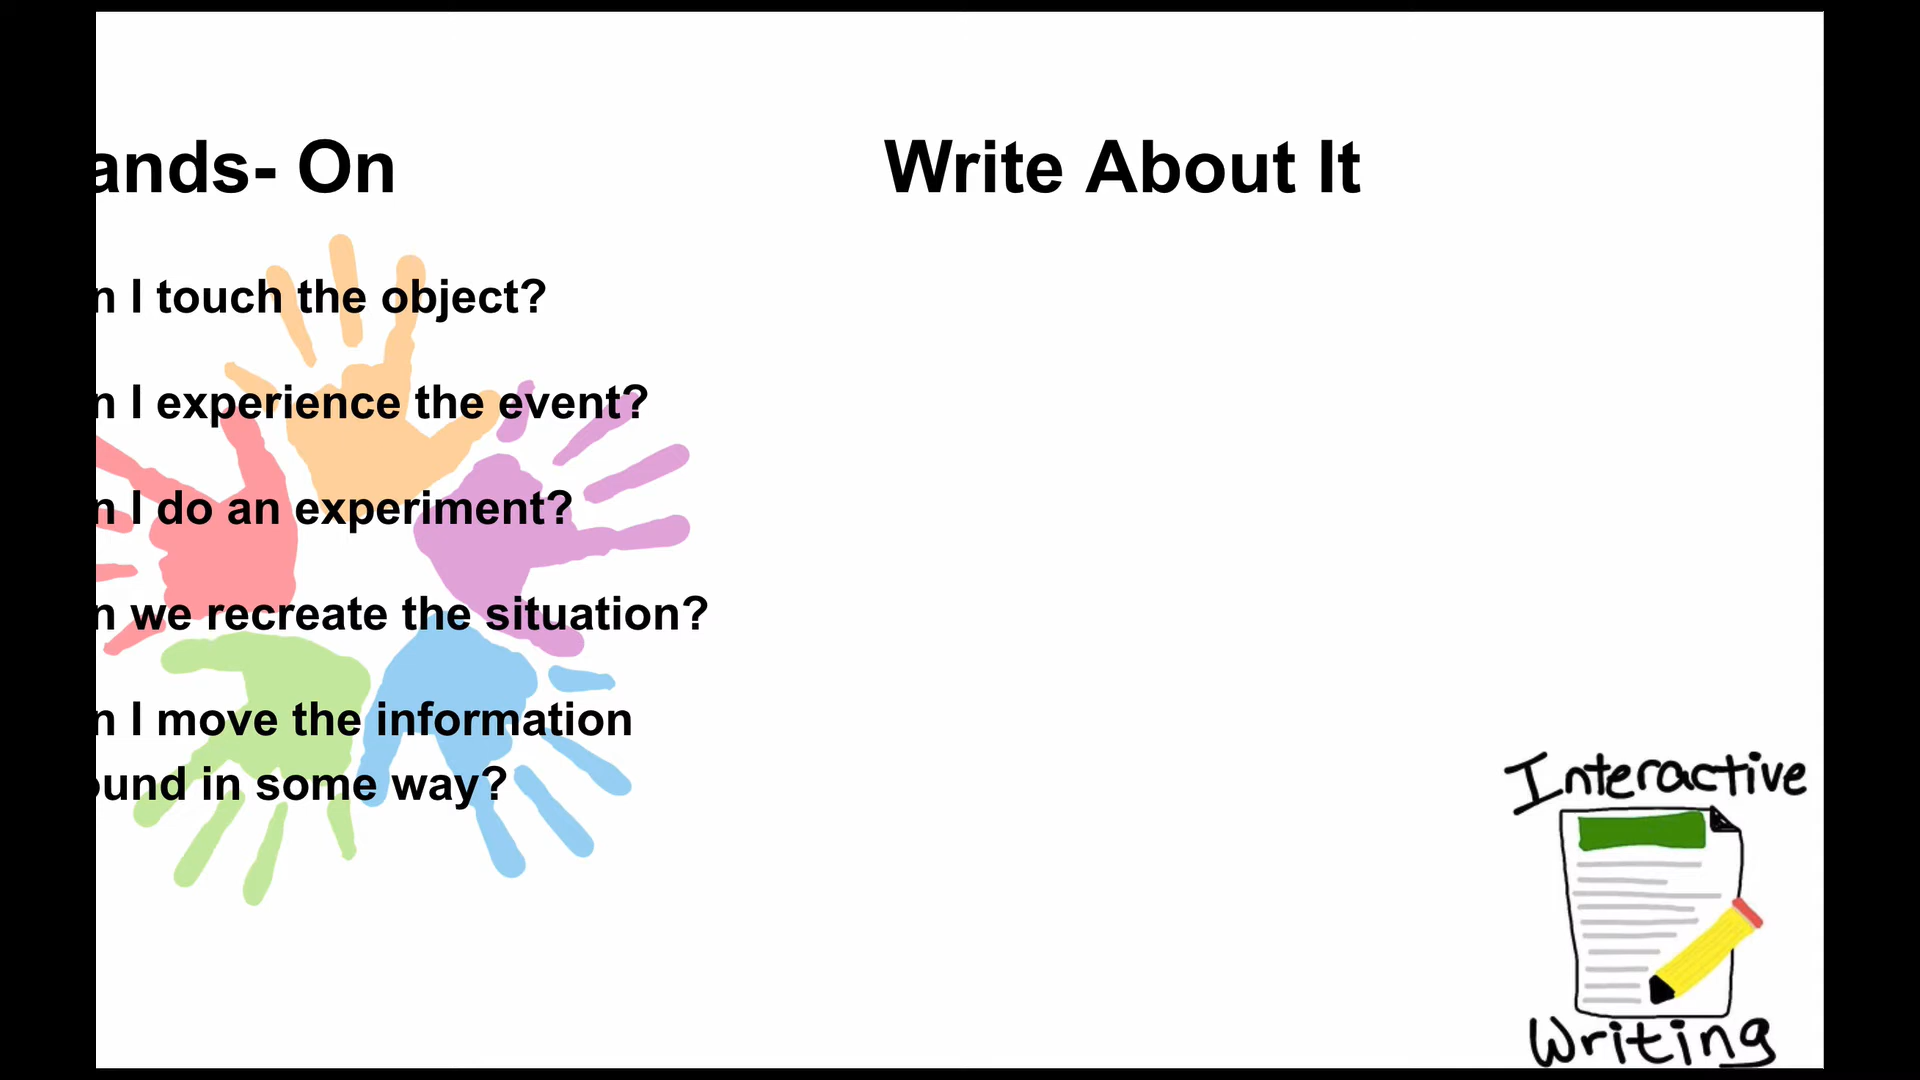 ands- On
n I touch the object?
n I experience the event?
n I do an experiment?
n we recreate the situation?
n I move the information
ound in some way?
Write About It
Interactive
Writing